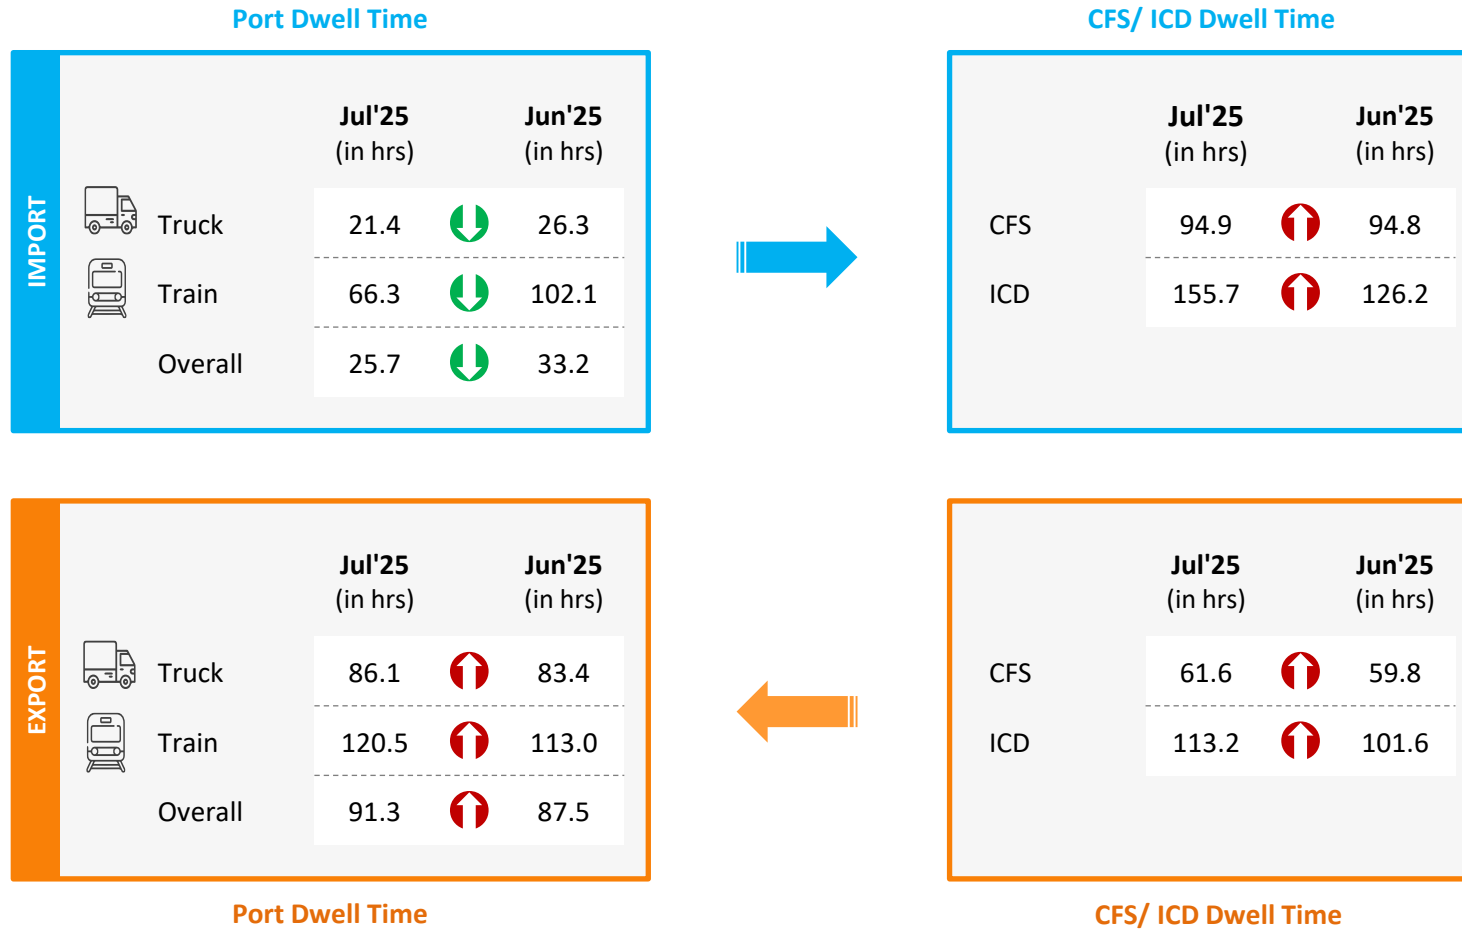 Port Dwell Time
CFS/ ICD Dwell Time
IMPORT
Jul'25 Jun'25
(in hrs) (in hrs)
Truck 21.4 26.3
Train 66.3 102.1
Overall 25.7 33.2
Jul'25 Jun'25
(in hrs) (in hrs)
CFS 94.9 94.8
ICD 155.7 126.2
EXPORT
Jul'25 Jun'25
(in hrs) (in hrs)
Truck 86.1 83.4
Train 120.5 113.0
Overall 91.3 87.5
Jul'25 Jun'25
(in hrs) (in hrs)
CFS 61.6 59.8
ICD 113.2 101.6
Port Dwell Time
CFS/ ICD Dwell Time